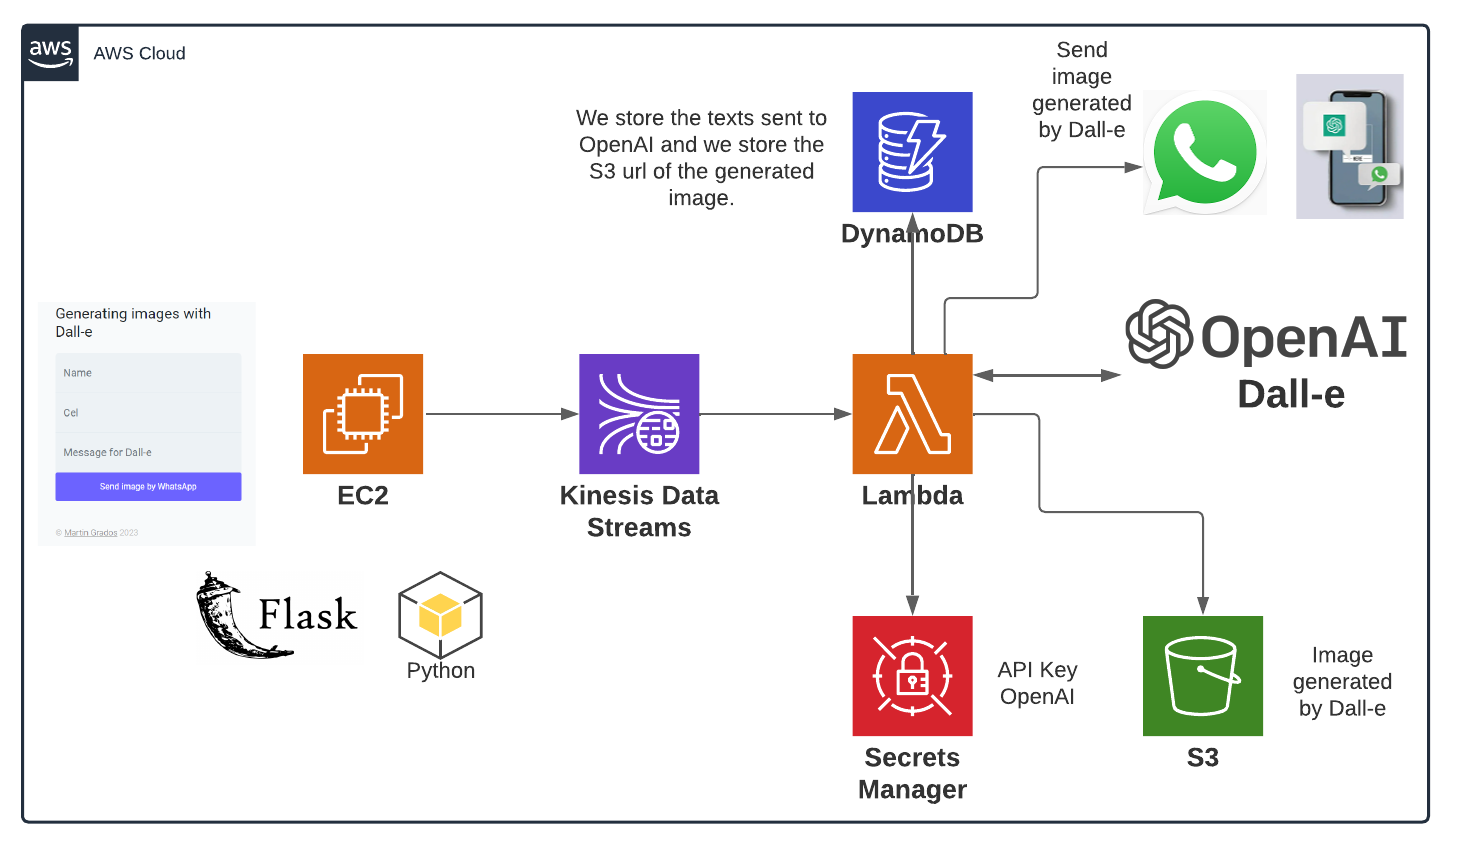 aws
AWS Cloud
We store the texts sent to
OpenAI and we store the
S3 url of the generated
image.
DynamoDB
Send
image
generated
by Dall-e
Generating images with
Dall-e
Name
Cel
Message for Dall-e
Send image by WhatsApp
© Martin Grados 2023
EC2
Kinesis Data
Streams
Lambda
OpenAI
Dall-e
Flask
Python
Secrets
Manager
API Key
OpenAI
S3
Image
generated
by Dall-e